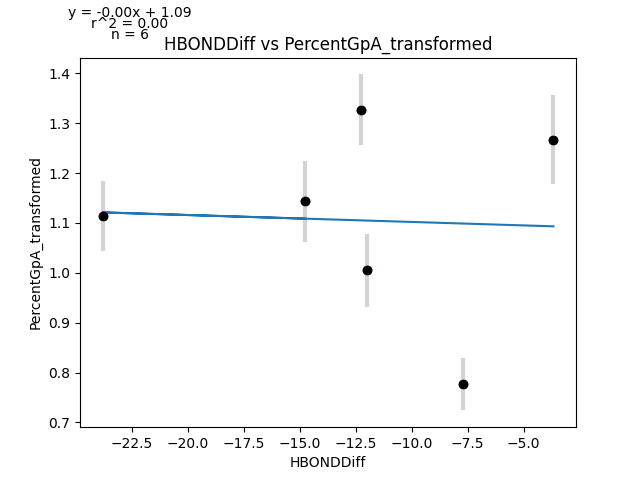 y = -0.00x + 1.09
r^2 = 0.00
n = 6
HBONDDiff vs PercentGpA_transformed
1.4
1.3
1.2
1.1
1.0
0.9
0.8
0.7
PercentGpA_transformed
−22.5 −20.0 −17.5 −15.0 −12.5 −10.0 −7.5 −5.0
HBONDDiff